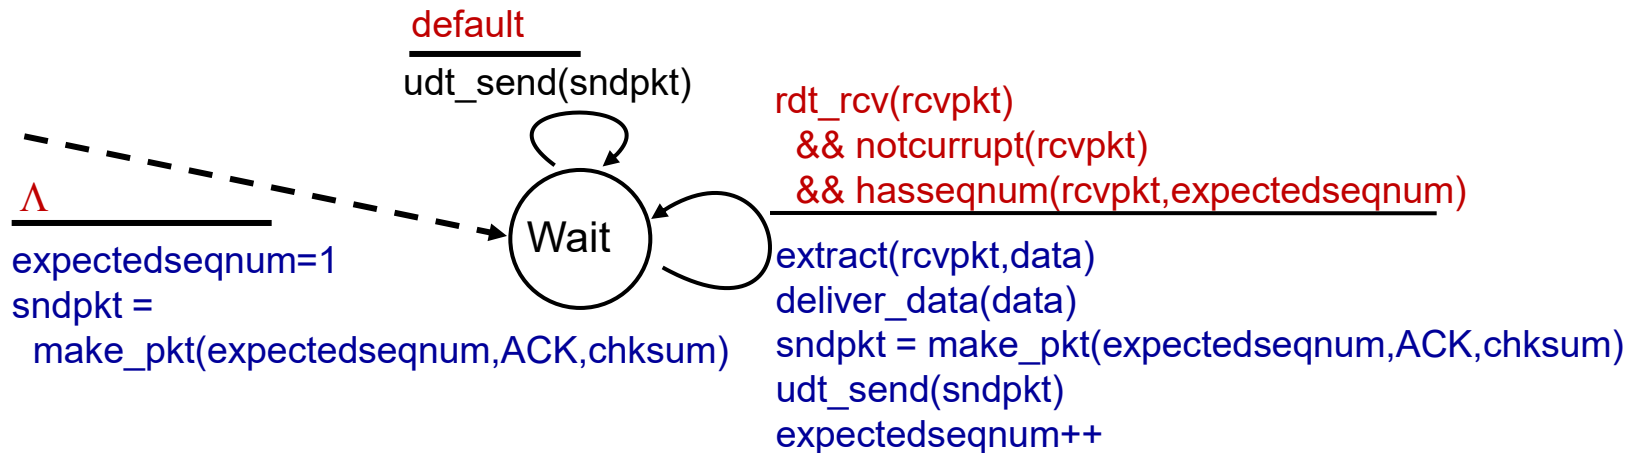 default
udt_send(sndpkt)
rdt_rcv(rcvpkt)
&& notcurrupt(rcvpkt)
&& hasseqnum(rcvpkt,expectedseqnum)
Λ
Wait
expectedseqnum=1
sndpkt =
make_pkt(expectedseqnum,ACK,chksum)
extract(rcvpkt,data)
deliver_data(data)
sndpkt = make_pkt(expectedseqnum,ACK,chksum)
udt_send(sndpkt)
expectedseqnum++